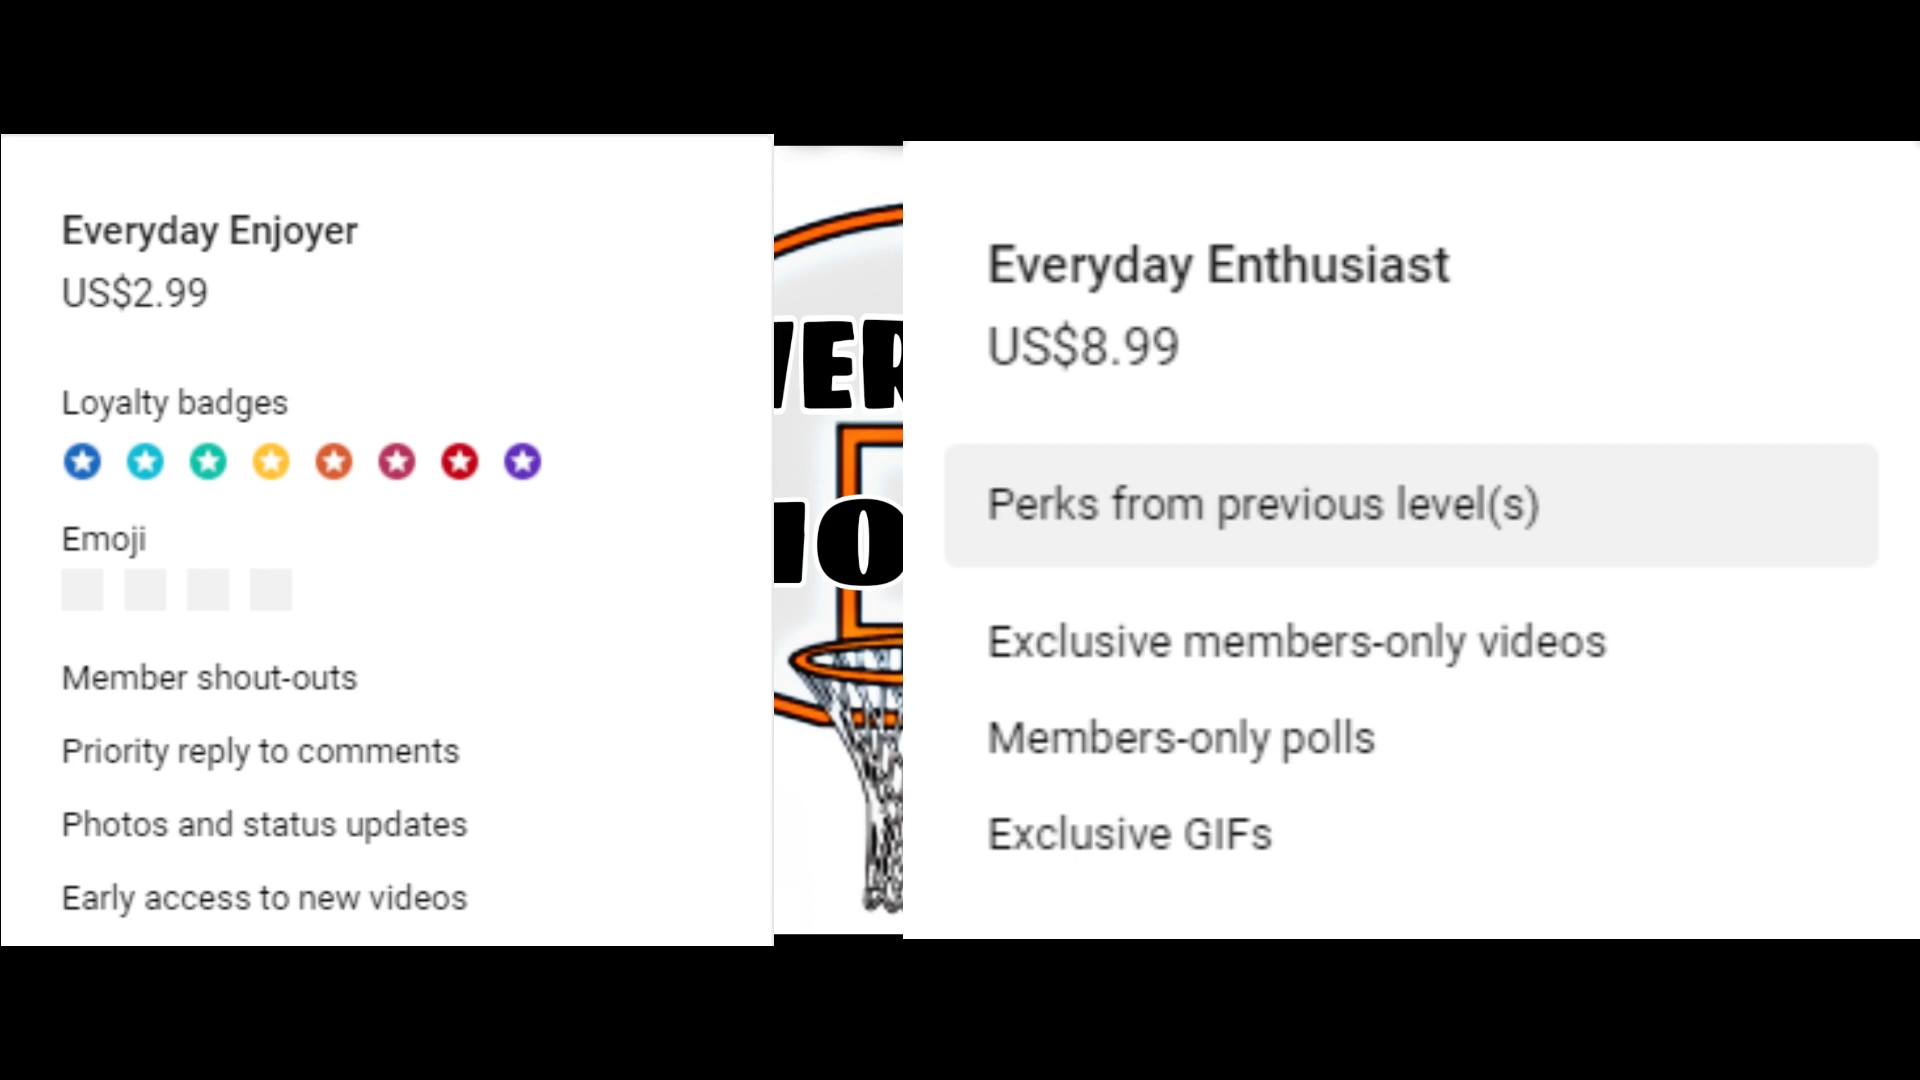 Everyday Enjoyer
US$2.99
Loyalty badges
Emoji
Member shout-outs
Priority reply to comments
Photos and status updates
Early access to new videos
Everyday Enthusiast
US$8.99
Perks from previous level(s)
Exclusive members-only videos
Members-only polls
Exclusive GIFs